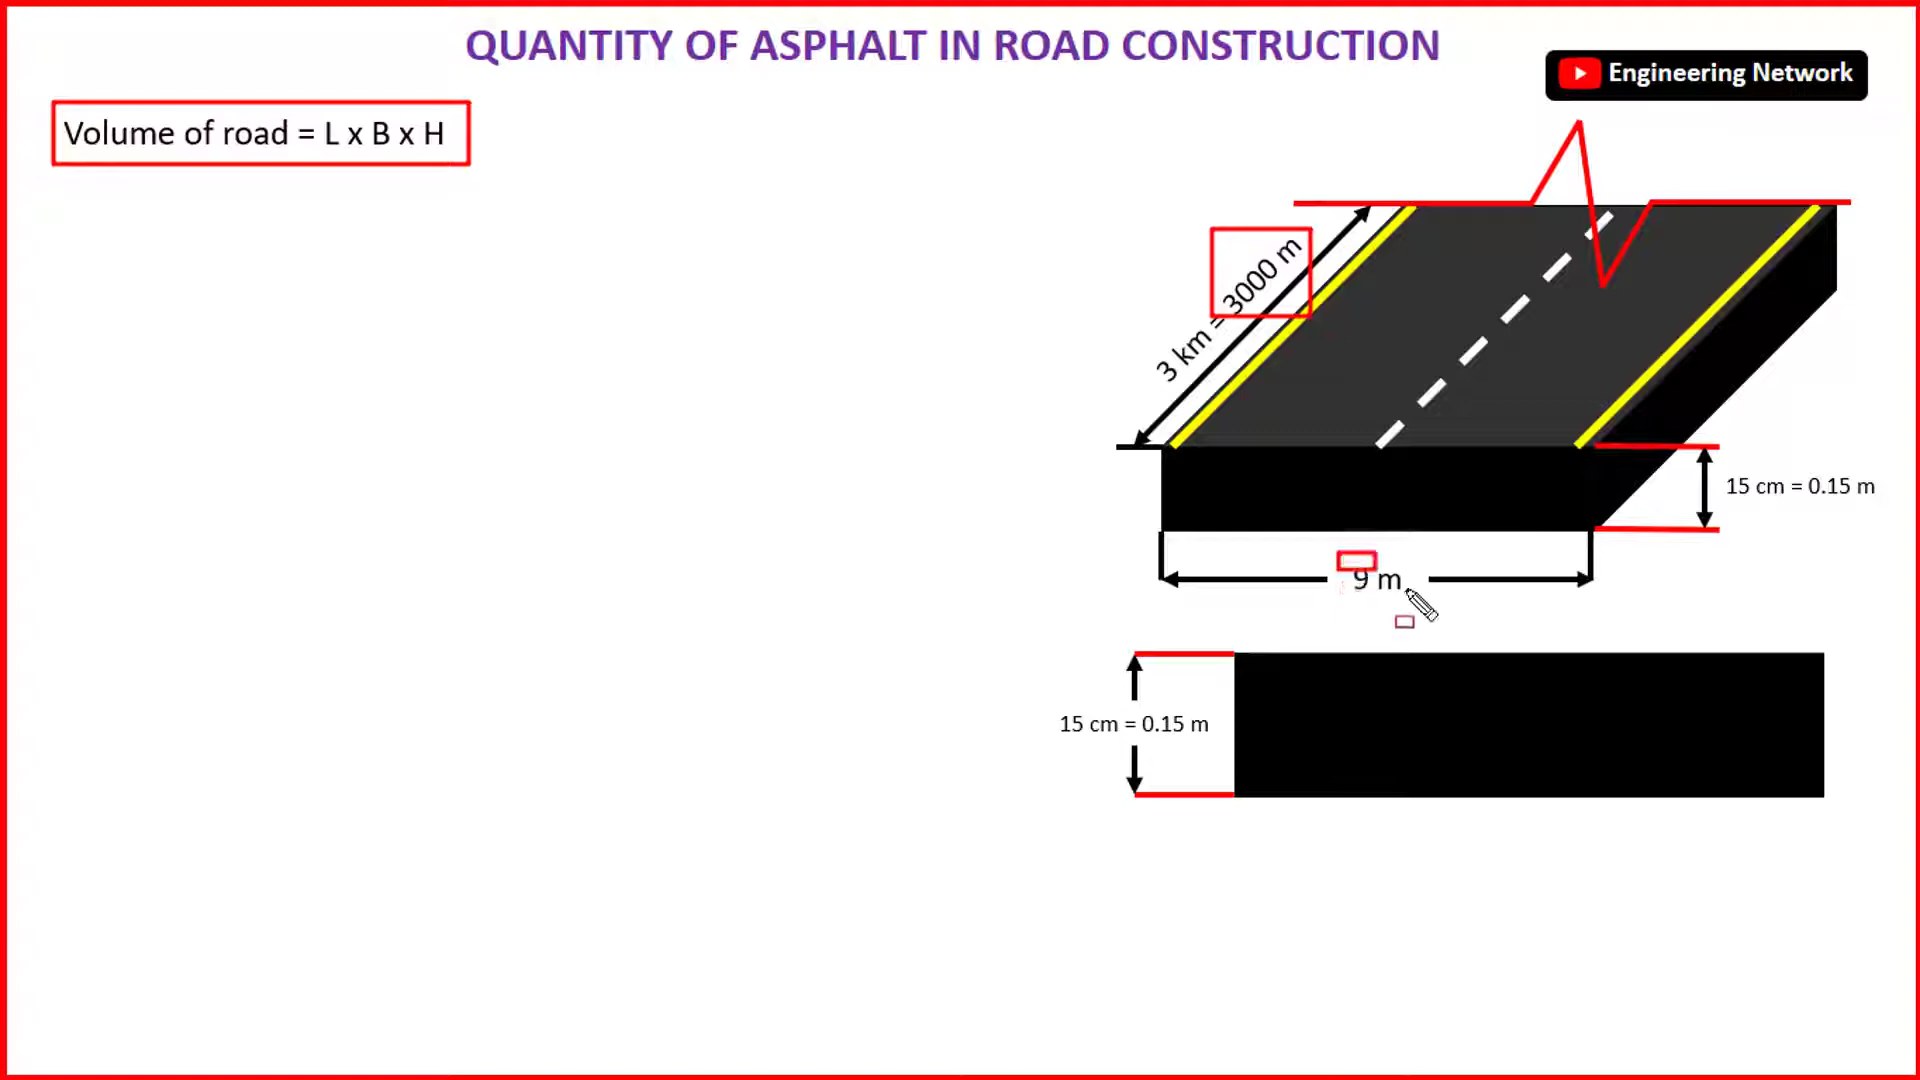 QUANTITY OF ASPHALT IN ROAD CONSTRUCTION
Engineering Network
Volume of road = L x B x H
3 km = 3000 m
15 cm = 0.15 m
9 m
15 cm = 0.15 m